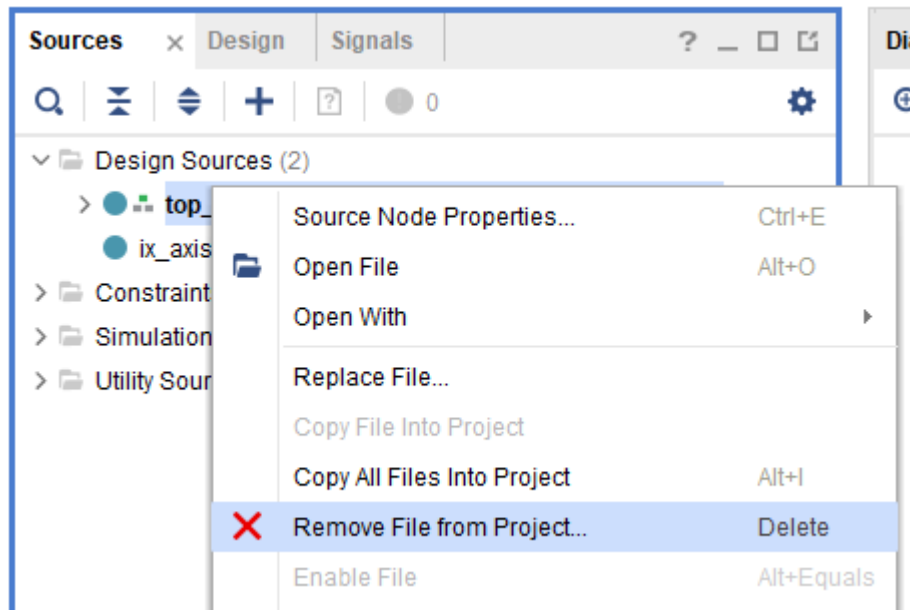 Sources × Design Signals ? Dia
? 0
Design Sources (2)
top_
ix_axis
Constraint
Simulation
Utility Sour
Source Node Properties... Ctrl+E
Open File Alt+O
Open With
Replace File...
Copy File Into Project
Copy All Files Into Project Alt+I
Remove File from Project... Delete
Enable File Alt+Equals